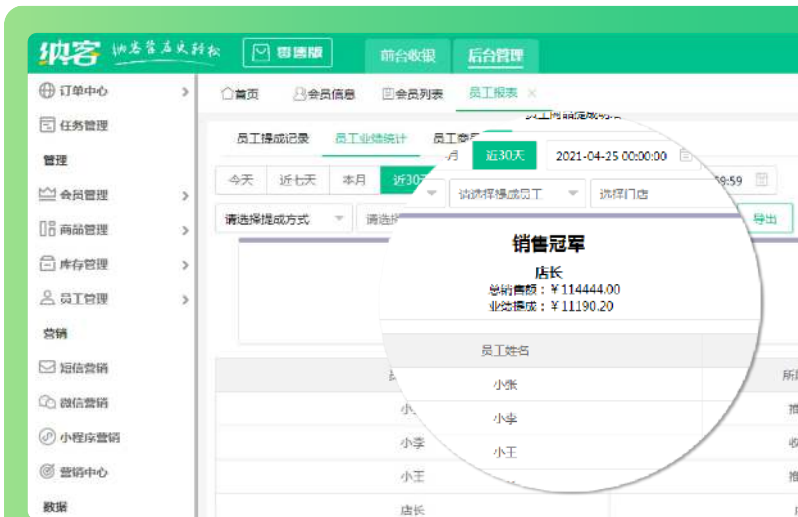 纳客 纳客管店更轻松 零售版 前台收银 后台管理
订单中心
任务管理
管理
会员管理
商品管理
库存管理
员工管理
营销
短信营销
微信营销
小程序营销
营销中心
数据
首页 会员信息 会员列表 员工报表 ×
员工提成记录 员工业绩统计
今天 近七天 本月 近30
请选择提成方式
导出
近30天 2021-04-25 00:00:00
请选择提成员工 选择门店
销售冠军
店长
总销售额：￥114444.00
业绩提成：￥11190.20
员工姓名
小张
小李
小王
小李
小王
店长